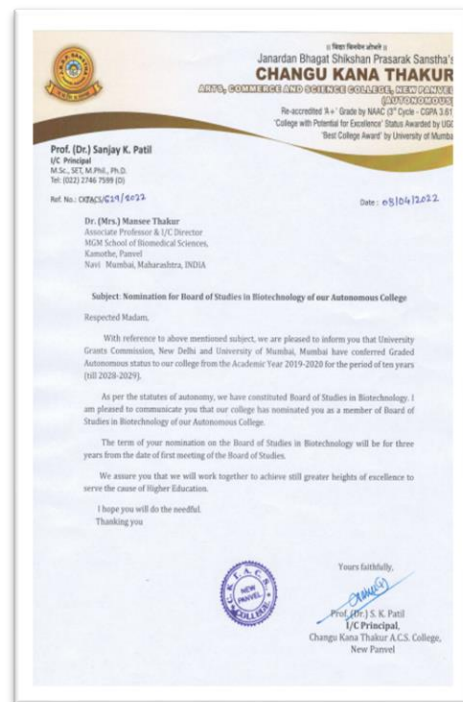 ॥ विद्या विनयेन शोभते ॥
Janardan Bhagat Shikshan Prasarak Sanstha's
CHANGU KANA THAKUR
ARTS, COMMERCE AND SCIENCE COLLEGE, NEW PANVEL
(AUTONOMOUS
Re-accredited 'A+' Grade by NAAC (3rd Cycle - CGPA 3.61
'College with Potential for Excellence' Status Awarded by UGC
'Best College Award' by University of Mumba
Prof. (Dr.) Sanjay K. Patil
I/C Principal
M.Sc., SET, M.Phil., Ph.D.
Tel: (022) 2746 7599 (O)
Ref. No.: CKTACS/629/2022
Date : 08/04/2022
Dr. (Mrs.) Mansee Thakur
Associate Professor & I/C Director
MGM School of Biomedical Sciences,
Kamothe, Panvel
Navi Mumbai, Maharashtra, INDIA
Subject: Nomination for Board of Studies in Biotechnology of our Autonomous College
Respected Madam,
With reference to above mentioned subject, we are pleased to inform you that University
Grants Commission, New Delhi and University of Mumbai, Mumbai have conferred Graded
Autonomous status to our college from the Academic Year 2019-2020 for the period of ten years
(till 2028-2029).
As per the statutes of autonomy, we have constituted Board of Studies in Biotechnology. I
am pleased to communicate you that our college has nominated you as a member of Board of
Studies in Biotechnology of our Autonomous College.
The term of your nomination on the Board of Studies in Biotechnology will be for three
years from the date of first meeting of the Board of Studies.
We assure you that we will work together to achieve still greater heights of excellence to
serve the cause of Higher Education.
I hope you will do the needful.
Thanking you
C. K. T. A. C. S.
NEW
PANVEL
COLLEGE
Yours faithfully,
Prof. (Dr.) S. K. Patil
I/C Principal,
Changu Kana Thakur A.C.S. College,
New Panvel